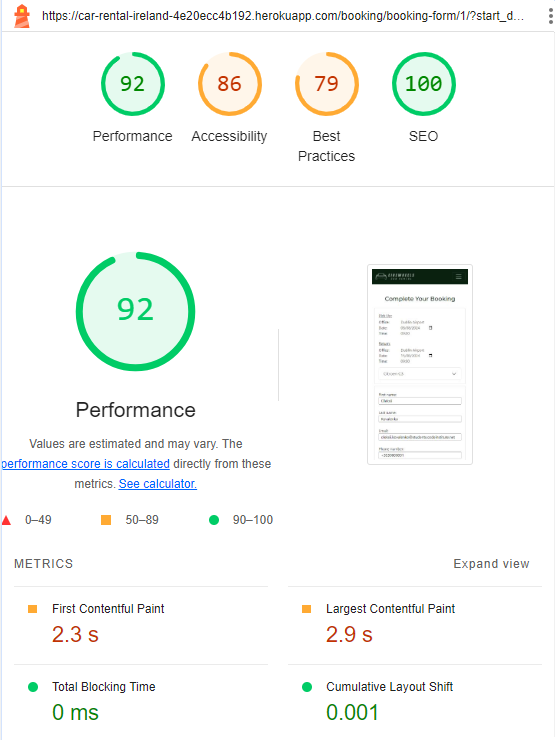 https://car-rental-ireland-4e20ecc4b192.herokuapp.com/booking/booking-form/1/?start_d...
92 86 79 100
Performance Accessibility Best Practices SEO
92
Performance
Values are estimated and may vary. The
performance score is calculated directly from these
metrics. See calculator.
0–49 50–89 90–100
METRICS Expand view
First Contentful Paint
2.3 s
Largest Contentful Paint
2.9 s
Total Blocking Time
0 ms
Cumulative Layout Shift
0.001
Complete Your Booking